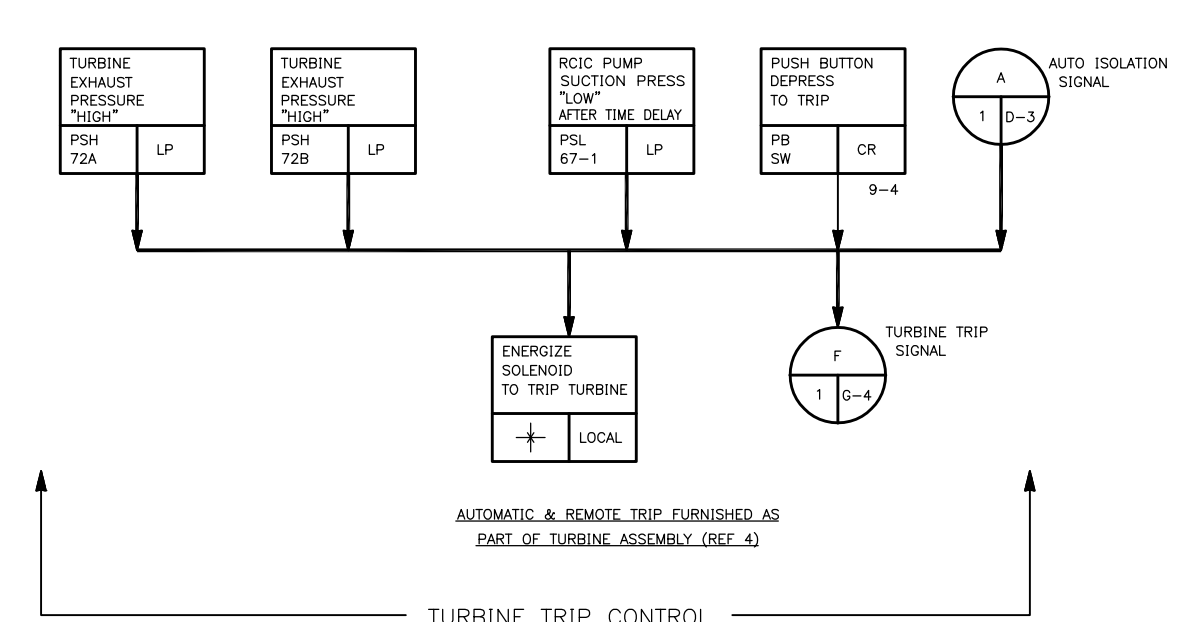 TURBINE
EXHAUST
PRESSURE
"HIGH"
PSH
72A
LP
TURBINE
EXHAUST
PRESSURE
"HIGH"
PSH
72B
LP
RCIC PUMP
SUCTION PRESS
"LOW"
AFTER TIME DELAY
PSL
67-1
LP
PUSH BUTTON
DEPRESS
TO TRIP
PB
SW
CR
9-4
A
1
D-3
AUTO ISOLATION
SIGNAL
ENERGIZE
SOLENOID
TO TRIP TURBINE
LOCAL
F
1
G-4
TURBINE TRIP
SIGNAL
AUTOMATIC & REMOTE TRIP FURNISHED AS
PART OF TURBINE ASSEMBLY (REF 4)
TURBINE TRIP CONTROL